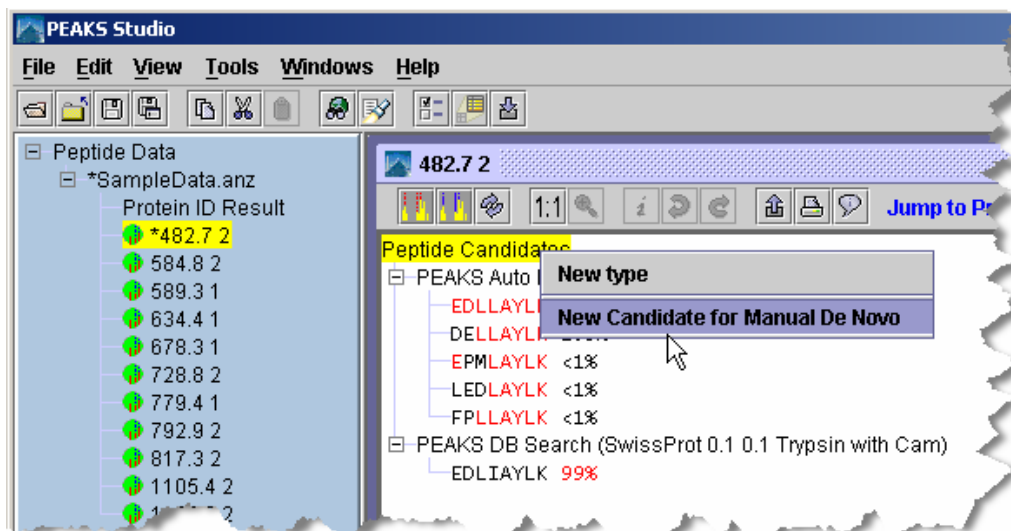 PEAKS Studio
File Edit View Tools Windows Help
Peptide Data
*SampleData.anz
Protein ID Result
*482.7 2
584.8 2
589.3 1
634.4 1
678.3 1
728.8 2
779.4 1
792.9 2
817.3 2
1105.4 2
482.7 2
1:1 i Jump to
Peptide Candidates
New type
New Candidate for Manual De Novo
PEAKS Auto
EDLLAYL
DELLAYL
EPMLAYLK <1%
LEDLAYLK <1%
FPLLAYLK <1%
PEAKS DB Search (SwissProt 0.1 0.1 Trypsin with Cam)
EDLIAYLK 99%